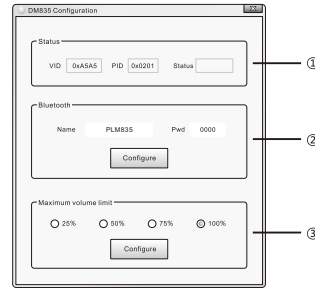 DM835 Configuration
Status
VID 0xA5A5 PID 0x0201 Status
①
Bluetooth
Name PLM835 Pwd 0000
②
Configure
Maximum volume limit
25% 50% 75% 100%
③
Configure